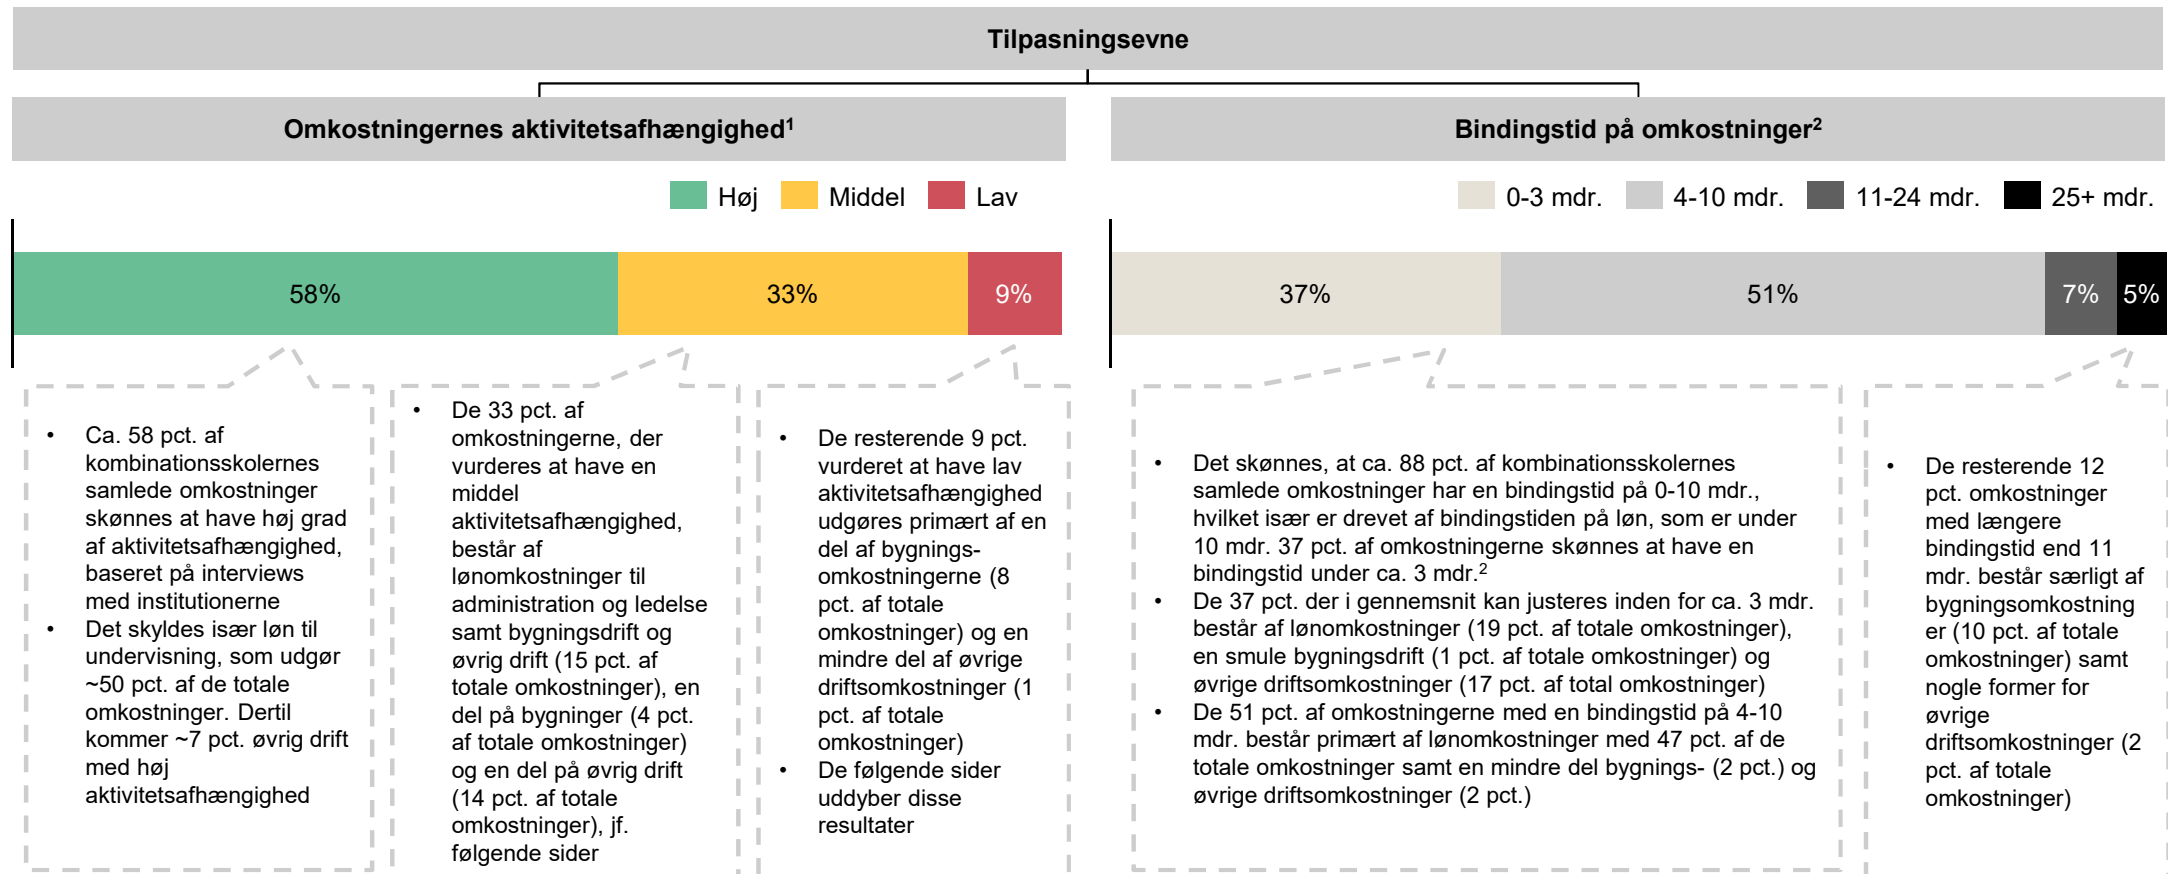 Tilpasningsevne
Omkostningernes aktivitetsafhængighed¹
Høj
Middel
Lav
58%
33%
9%
• Ca. 58 pct. af
kombinationsskolernes
samlede omkostninger
skønnes at have høj grad
af aktivitetsafhængighed,
baseret på interviews
med institutionerne
• Det skyldes især løn til
undervisning, som udgør
~50 pct. af de totale
omkostninger. Dertil
kommer ~7 pct. øvrig drift
med høj
aktivitetsafhængighed
• De 33 pct. af
omkostningerne, der
vurderes at have en
middel
aktivitetsafhængighed,
består af
lønomkostninger til
administration og ledelse
samt bygningsdrift og
øvrig drift (15 pct. af
totale omkostninger), en
del på bygninger (4 pct.
af totale omkostninger)
og en del på øvrig drift
(14 pct. af totale
omkostninger), jf.
følgende sider
• De resterende 9 pct.
vurderet at have lav
aktivitetsafhængighed
udgøres primært af en
del af bygnings-
omkostningerne (8
pct. af totale
omkostninger) og en
mindre del af øvrige
driftsomkostninger (1
pct. af totale
omkostninger)
• De følgende sider
uddyber disse
resultater
Bindingstid på omkostninger²
0-3 mdr.
4-10 mdr.
11-24 mdr.
25+ mdr.
37%
51%
7%
5%
• Det skønnes, at ca. 88 pct. af kombinationsskolernes
samlede omkostninger har en bindingstid på 0-10 mdr.,
hvilket især er drevet af bindingstiden på løn, som er under
10 mdr. 37 pct. af omkostningerne skønnes at have en
bindingstid under ca. 3 mdr.²
• De 37 pct. der i gennemsnit kan justeres inden for ca. 3 mdr.
består af lønomkostninger (19 pct. af totale omkostninger),
en smule bygningsdrift (1 pct. af totale omkostninger) og
øvrige driftsomkostninger (17 pct. af total omkostninger)
• De 51 pct. af omkostningerne med en bindingstid på 4-10
mdr. består primært af lønomkostninger med 47 pct. af de
totale omkostninger samt en mindre del bygnings- (2 pct.) og
øvrige driftsomkostninger (2 pct.)
• De resterende 12
pct. omkostninger
med længere
bindingstid end 11
mdr. består særligt af
bygningsomkostning
er (10 pct. af totale
omkostninger) samt
nogle former for
øvrige
driftsomkostninger (2
pct. af totale
omkostninger)